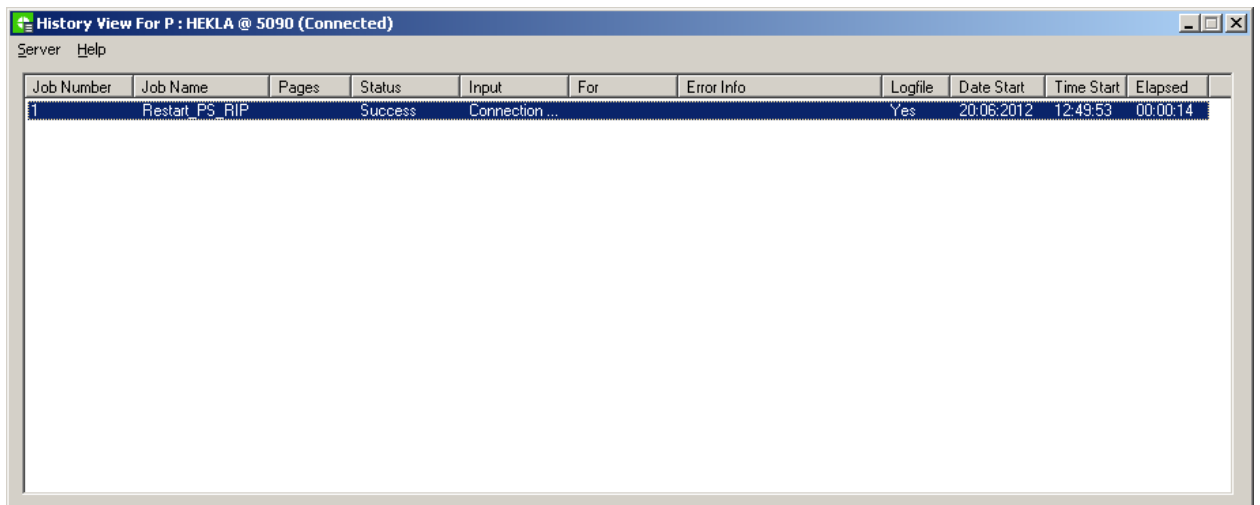 History View For P : HEKLA @ 5090 (Connected)
Server Help
Job Number Job Name Pages Status Input For Error Info Logfile Date Start Time Start Elapsed
1 Restart_PS_RIP Success Connection ... Yes 20:06:2012 12:49:53 00:00:14